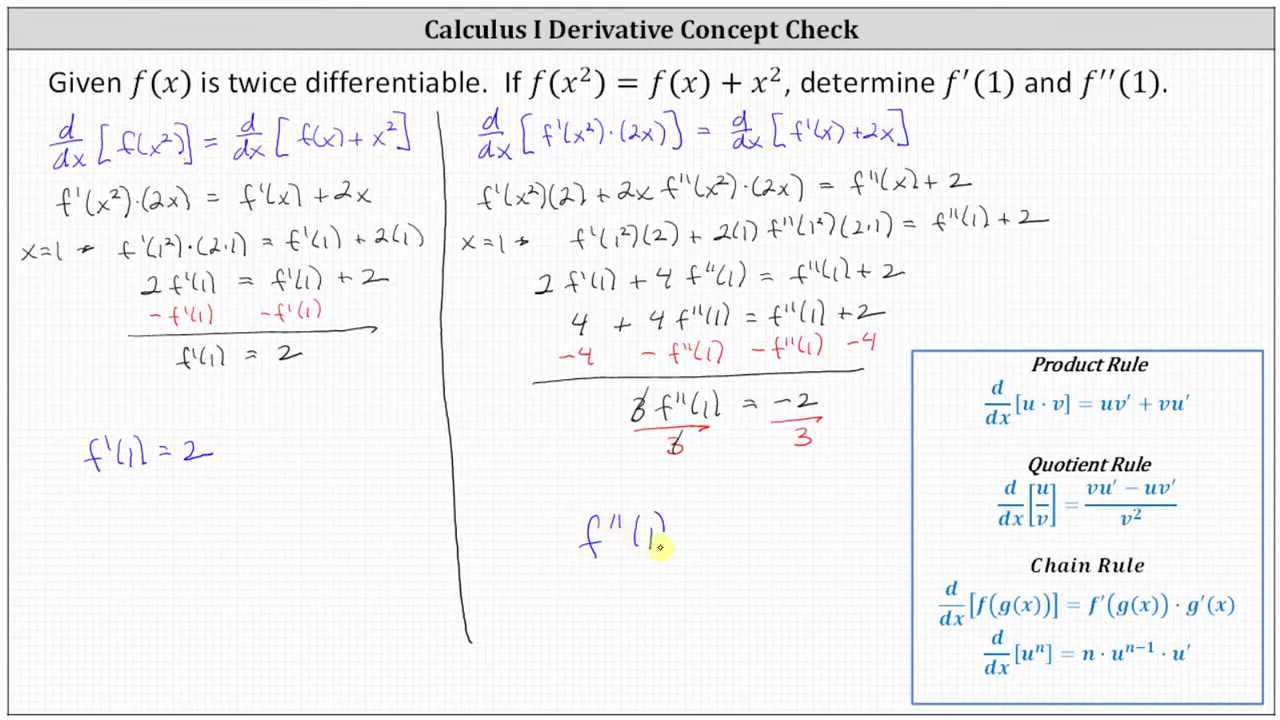 Calculus I Derivative Concept Check
Given f(x) is twice differentiable. If f(x²) = f(x) + x², determine f′(1) and f′′(1).
d/dx [f(x²)] = d/dx [f(x) + x²]
f'(x²)·(2x) = f'(x) + 2x
x=1 → f'(1²)·(2·1) = f'(1) + 2(1)
2f'(1) = f'(1) + 2
-f'(1) -f'(1)
f'(1) = 2
f'(1) = 2
d/dx [f'(x²)·(2x)] = d/dx [f'(x) + 2x]
f'(x²)(2) + 2x f''(x²)·(2x) = f''(x) + 2
x=1 → f'(1²)(2) + 2(1) f''(1²)(2·1) = f''(1) + 2
2f'(1) + 4 f''(1) = f''(1) + 2
4 + 4f''(1) = f''(1) + 2
-4 - f''(1) - f''(1) -4
3 f''(1) = -2
3 3
f''(1)
Product Rule
d/dx [u · v] = uv′ + vu′
Quotient Rule
d/dx [u/v] = (vu′ − uv′)/v²
Chain Rule
d/dx [f(g(x))] = f′(g(x)) · g′(x)
d/dx [uⁿ] = n · uⁿ⁻¹ · u′